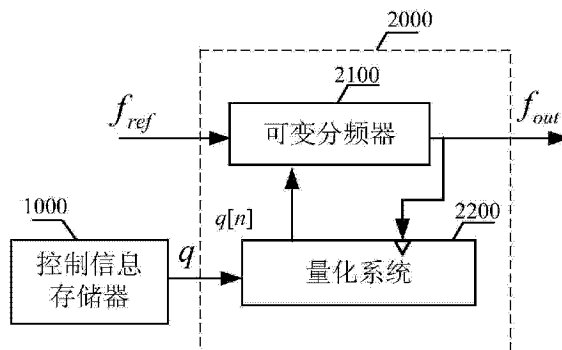 2000
2100
f_ref
可变分频器
f_out
1000
q[n]
2200
控制信息
存储器
q
量化系统